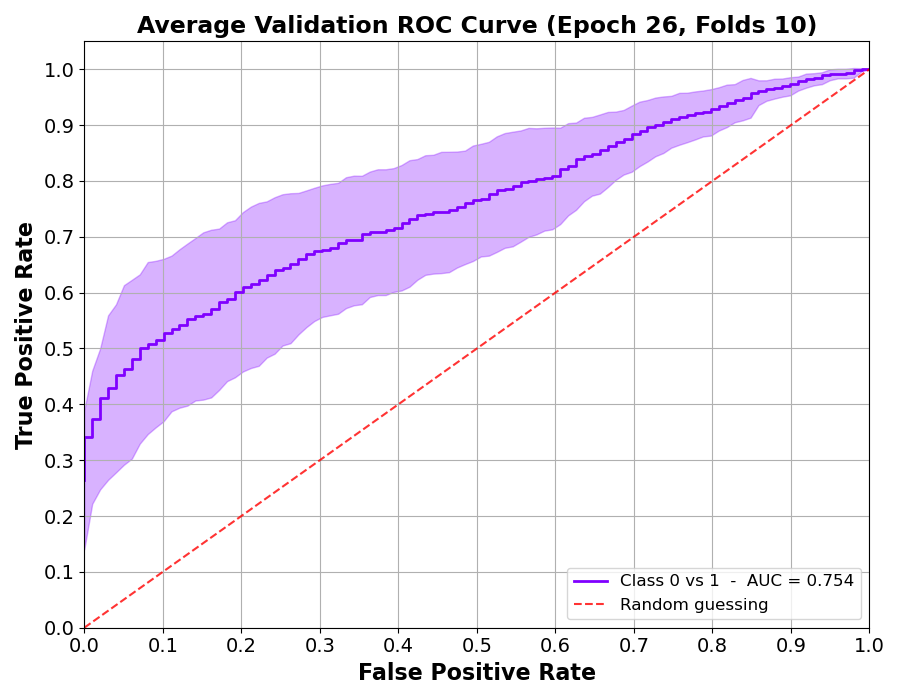 Average Validation ROC Curve (Epoch 26, Folds 10)
True Positive Rate
1.0
0.9
0.8
0.7
0.6
0.5
0.4
0.3
0.2
0.1
0.0
Class 0 vs 1 - AUC = 0.754
Random guessing
0.0 0.1 0.2 0.3 0.4 0.5 0.6 0.7 0.8 0.9 1.0
False Positive Rate